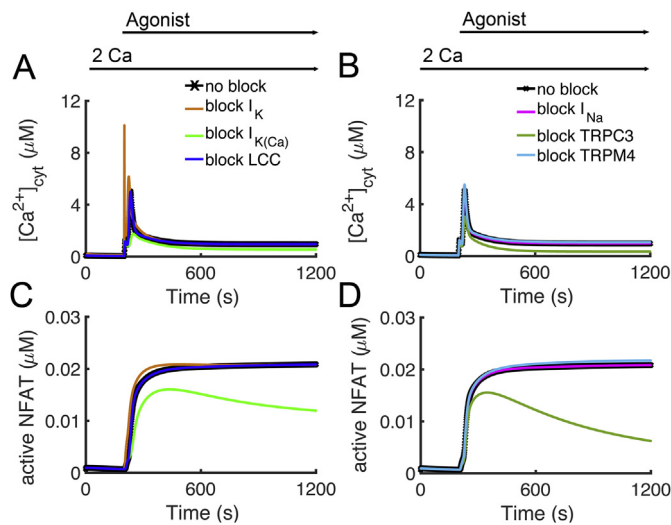 Agonist
2 Ca
A
no block
block I_K
block I_K(Ca)
block LCC
[Ca²⁺]cyt (μM)
12
8
4
0
0 600 1200
Time (s)
Agonist
2 Ca
B
no block
block I_Na
block TRPC3
block TRPM4
[Ca²⁺]cyt (μM)
12
8
4
0
0 600 1200
Time (s)
C
active NFAT (μM)
0.03
0.02
0.01
0
0 600 1200
Time (s)
D
active NFAT (μM)
0.03
0.02
0.01
0
0 600 1200
Time (s)